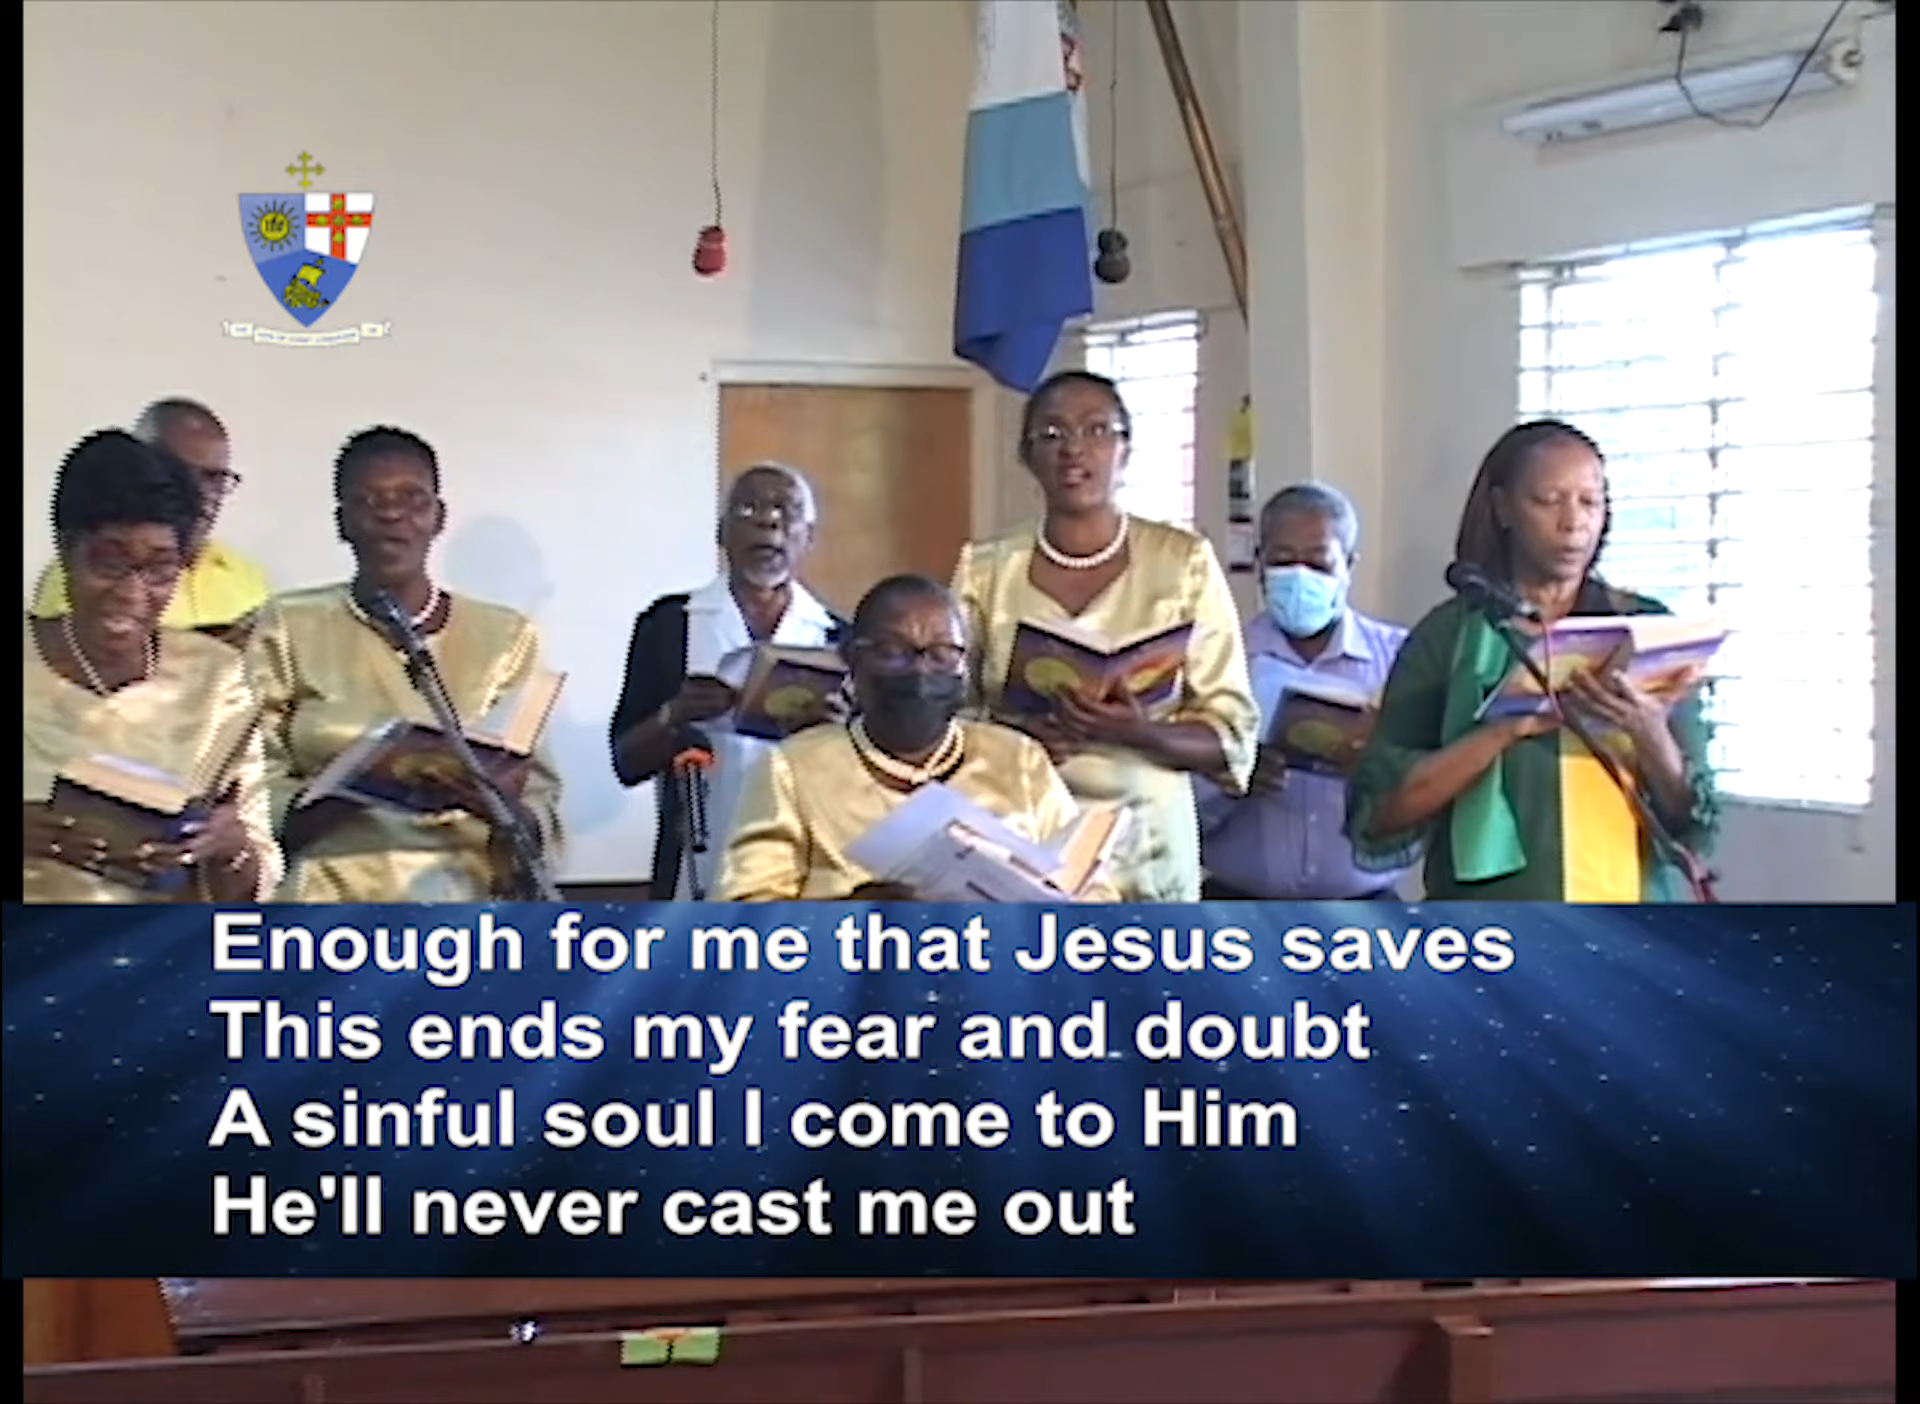 Enough for me that Jesus saves
This ends my fear and doubt
A sinful soul I come to Him
He'll never cast me out